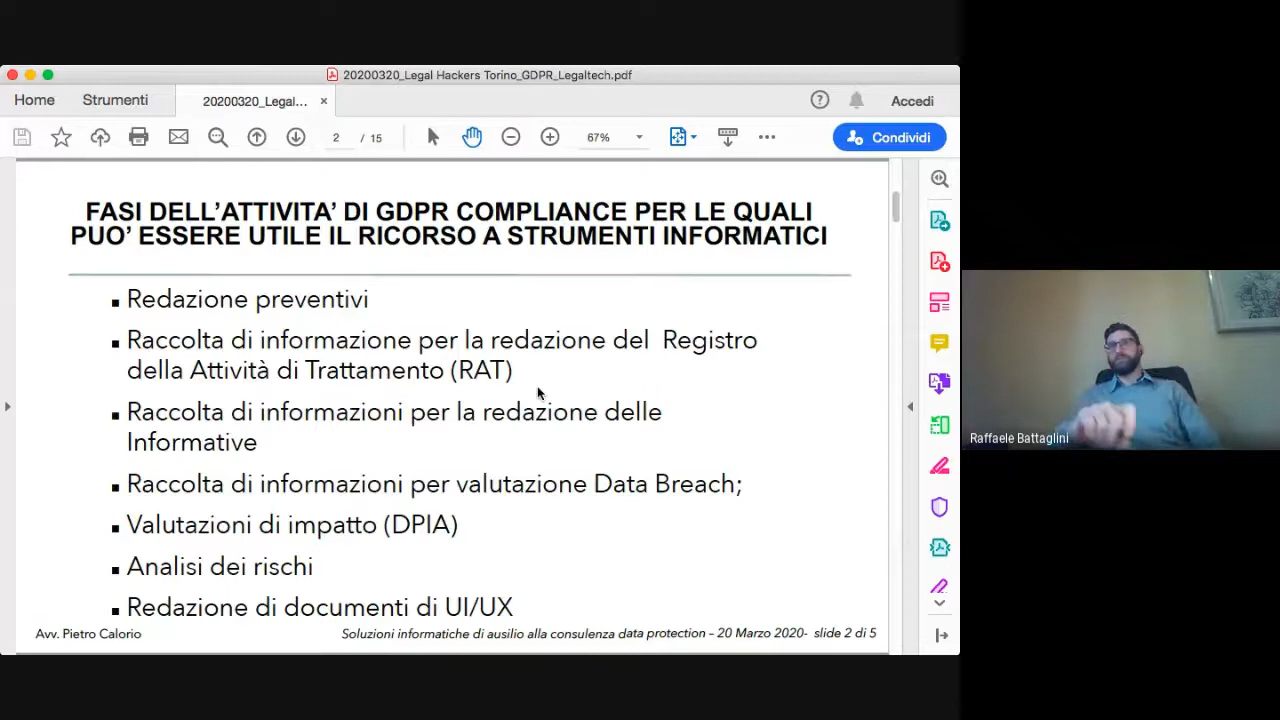 20200320_Legal Hackers Torino_GDPR_Legaltech.pdf
Home
Strumenti
20200320_Legal...
Accedi
2 / 15
67%
Condividi
FASI DELL’ATTIVITA’ DI GDPR COMPLIANCE PER LE QUALI
PUO’ ESSERE UTILE IL RICORSO A STRUMENTI INFORMATICI
Redazione preventivi
Raccolta di informazione per la redazione del Registro
della Attività di Trattamento (RAT)
Raccolta di informazioni per la redazione delle
Informative
Raccolta di informazioni per valutazione Data Breach;
Valutazioni di impatto (DPIA)
Analisi dei rischi
Redazione di documenti di UI/UX
Avv. Pietro Calorio
Soluzioni informatiche di ausilio alla consulenza data protection – 20 Marzo 2020- slide 2 di 5
Raffaele Battaglini